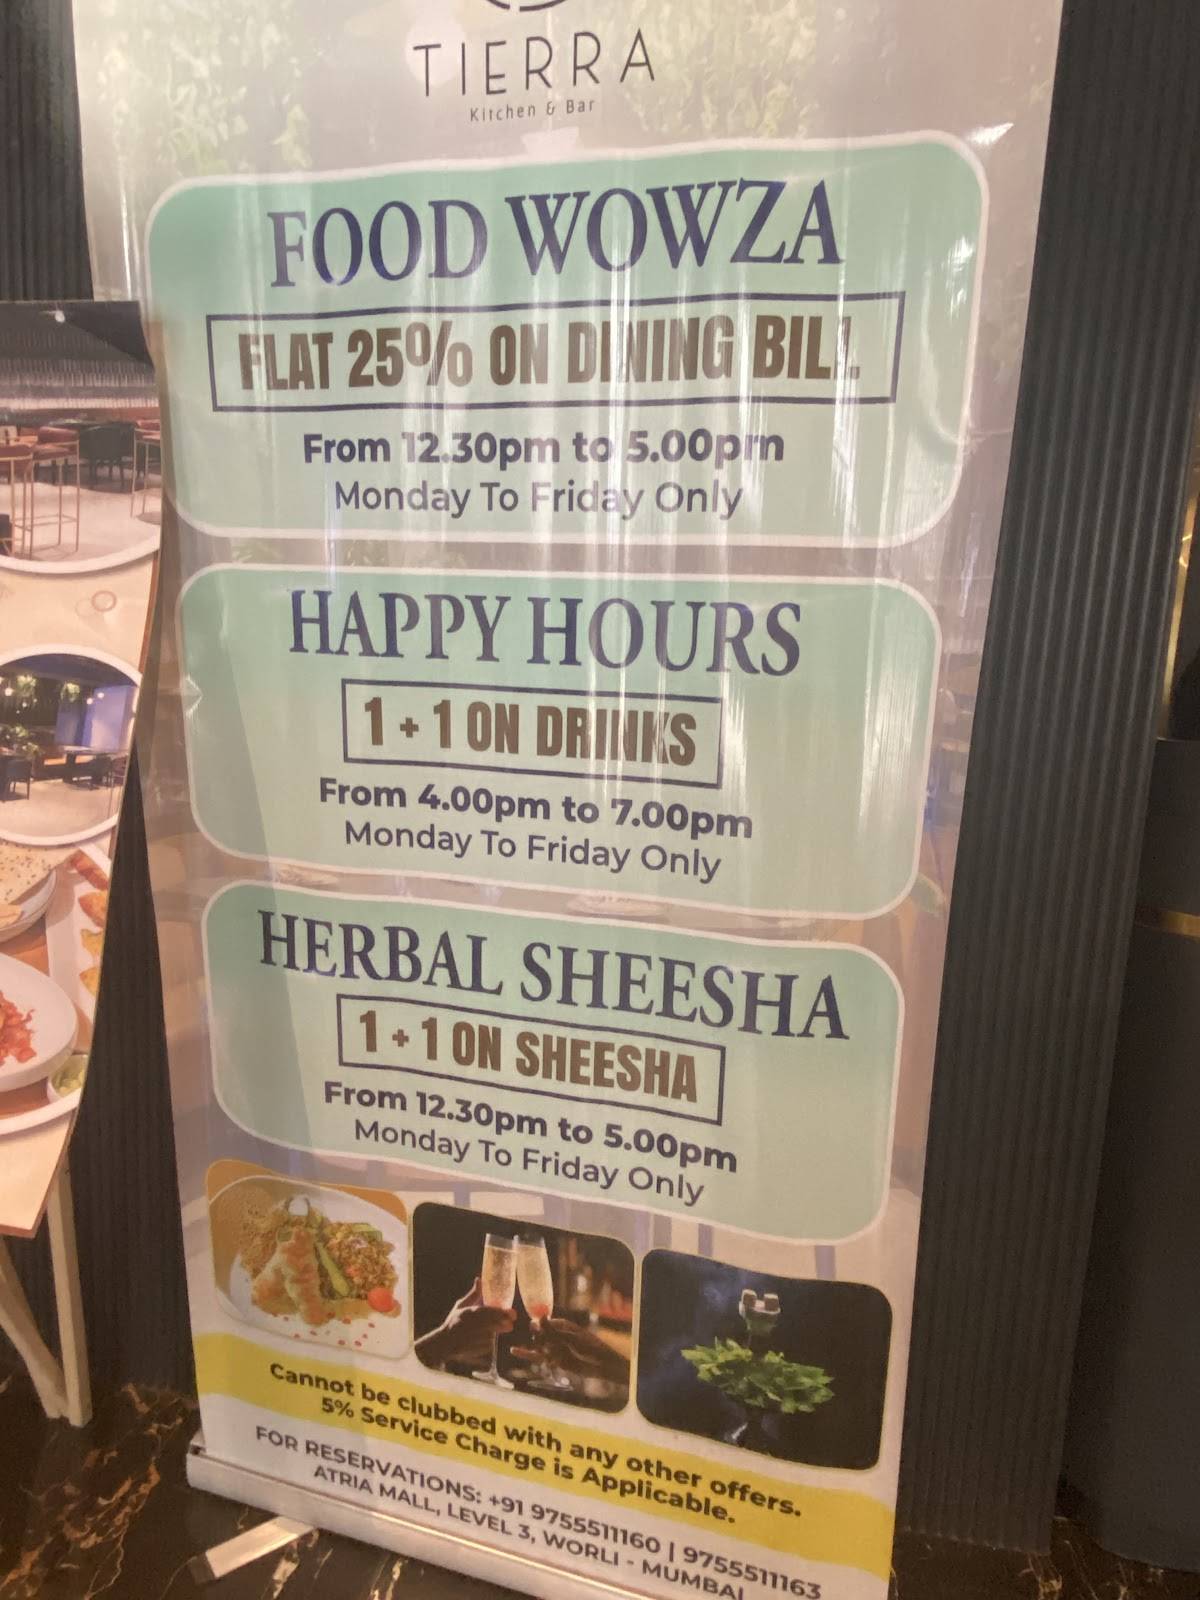 TIERRA
Kitchen & Bar
FOOD WOWZA
FLAT 25% ON DINING BILL
From 12.30pm to 5.00pm
Monday To Friday Only
HAPPY HOURS
1 + 1 ON DRINKS
From 4.00pm to 7.00pm
Monday To Friday Only
HERBAL SHEESHA
1 + 1 ON SHEESHA
From 12.30pm to 5.00pm
Monday To Friday Only
Cannot be clubbed with any other offers.
5% Service Charge is Applicable.
FOR RESERVATIONS: +91 9755511160 | 9755511163
ATRIA MALL, LEVEL 3, WORLI - MUMBAI